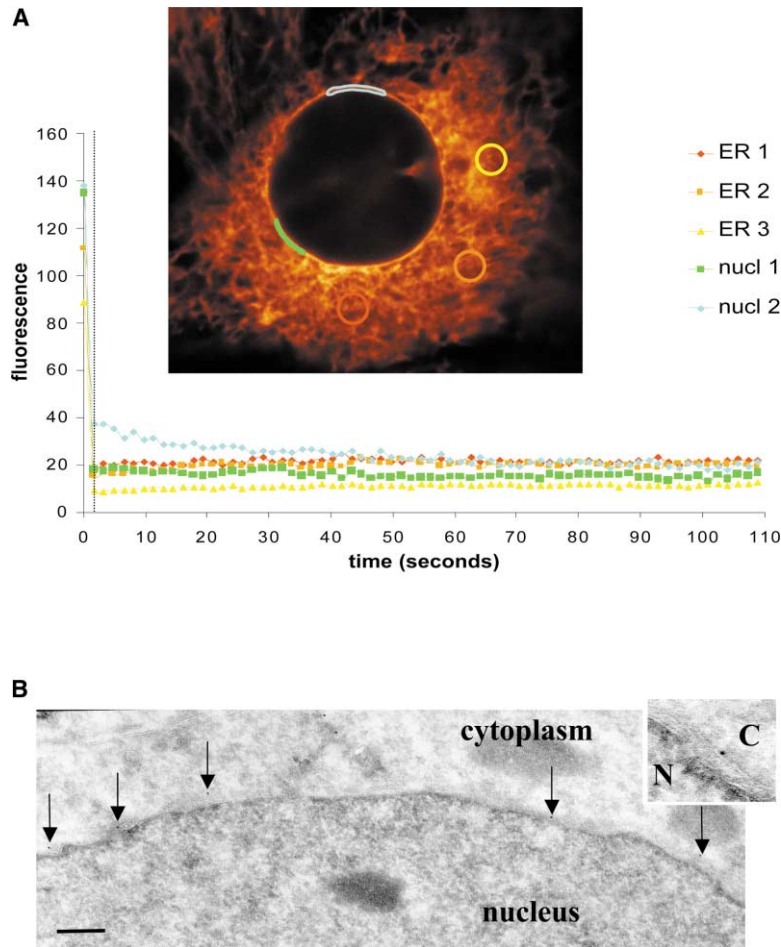 A
160
140
120
100
80
60
40
20
0
fluorescence
0 10 20 30 40 50 60 70 80 90 100 110
time (seconds)
ER 1
ER 2
ER 3
nucl 1
nucl 2
B
cytoplasm
C
N
nucleus